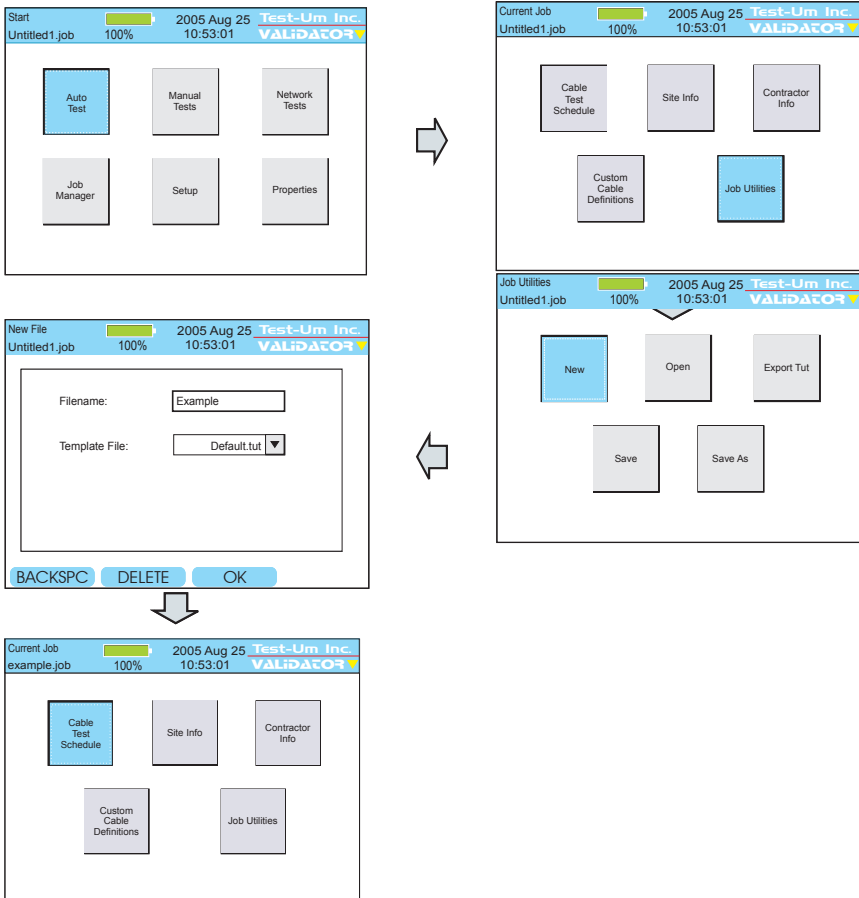 Start
2005 Aug 25 Test-Um Inc.
Untitled1.job 100% 10:53:01 VALiDATOR
Auto
Test
Manual
Tests
Network
Tests
Job
Manager
Setup
Properties
Current Job
2005 Aug 25 Test-Um Inc.
Untitled1.job 100% 10:53:01 VALiDATOR
Cable
Test
Schedule
Site Info
Contractor
Info
Custom
Cable
Definitions
Job Utilities
Job Utilities
2005 Aug 25 Test-Um Inc.
Untitled1.job 100% 10:53:01 VALiDATOR
New
Open
Export Tut
Save
Save As
New File
2005 Aug 25 Test-Um Inc.
Untitled1.job 100% 10:53:01 VALiDATOR
Filename: Example
Template File: Default.tut
BACKSPC DELETE OK
Current Job
2005 Aug 25 Test-Um Inc.
example.job 100% 10:53:01 VALiDATOR
Cable
Test
Schedule
Site Info
Contractor
Info
Custom
Cable
Definitions
Job Utilities